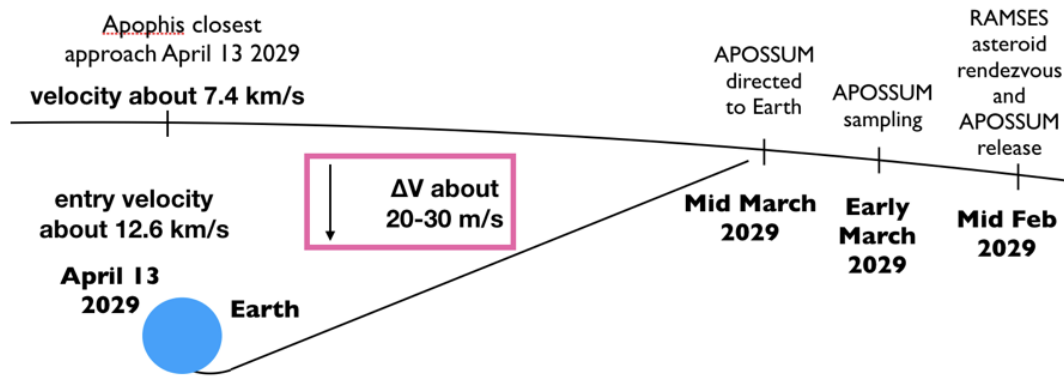 Apophis closest
approach April 13 2029
velocity about 7.4 km/s
entry velocity
about 12.6 km/s
April 13
2029
Earth
ΔV about
20-30 m/s
APOSSUM
directed
to Earth
Mid March
2029
APOSSUM
sampling
Early
March
2029
RAMSES
asteroid
rendezvous
and
APOSSUM
release
Mid Feb
2029